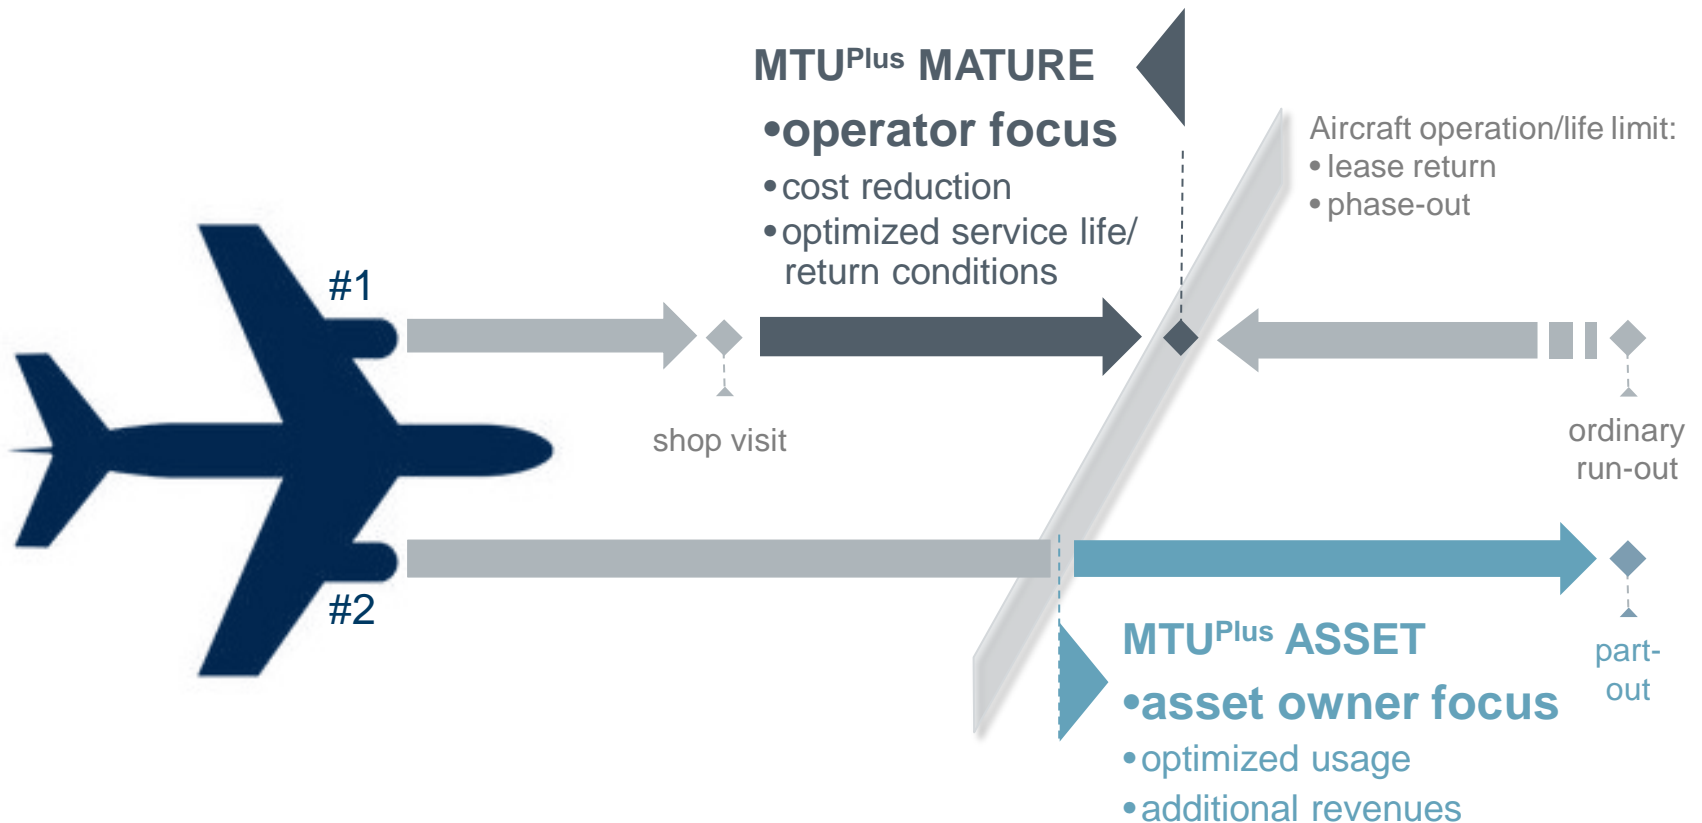 MTUPlus MATURE
•operator focus
•cost reduction
•optimized service life/
return conditions
Aircraft operation/life limit:
•lease return
•phase-out
#1
shop visit
ordinary
run-out
#2
MTUPlus ASSET
•asset owner focus
•optimized usage
•additional revenues
part-
out